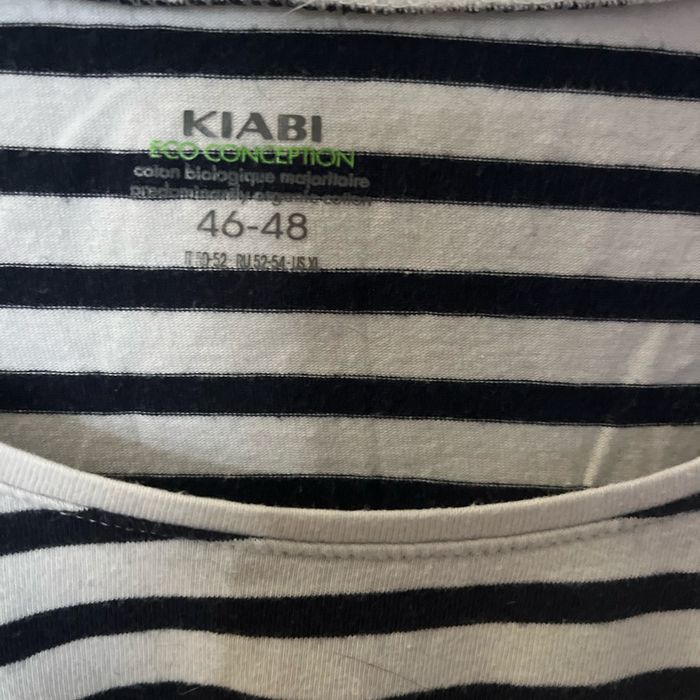 KIABI
ECO CONCEPTION
coton biologique majoritaire
predominantly organic cotton
46-48
IT 50-52 RU 52-54 - US XL